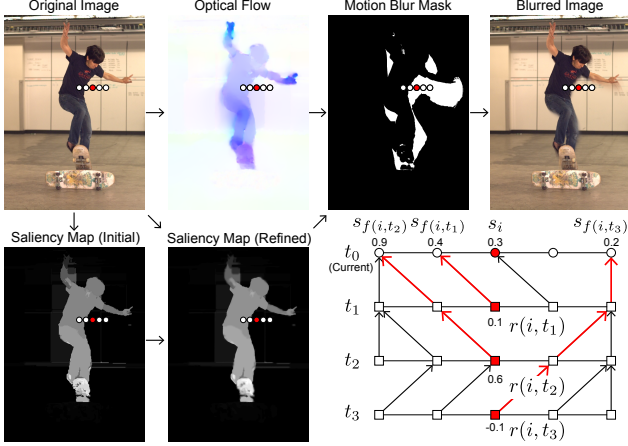 Original Image
Optical Flow
Motion Blur Mask
Blurred Image
Saliency Map (Initial)
Saliency Map (Refined)
s_{f(i,t_2)} s_{f(i,t_1)} s_i s_{f(i,t_3)}
0.9 0.4 0.3 0.2
t_0
(Current)
t_1
0.1 r(i, t_1)
t_2
0.6 r(i, t_2)
t_3
-0.1 r(i, t_3)